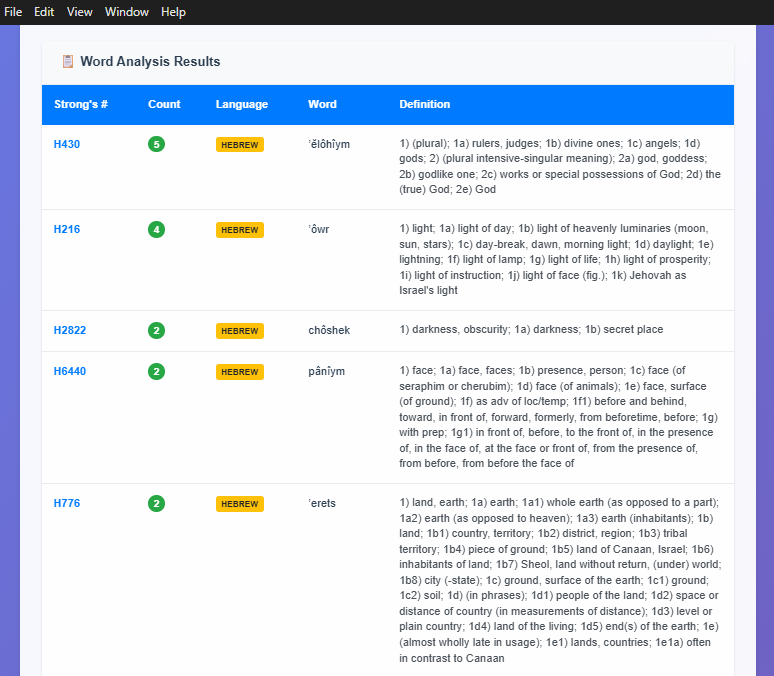 File Edit View Window Help
📋 Word Analysis Results
Strong's # Count Language Word Definition
H430 5 HEBREW 'ĕlôhîym 1) (plural); 1a) rulers, judges; 1b) divine ones; 1c) angels; 1d)
gods; 2) (plural intensive-singular meaning); 2a) god, goddess;
2b) godlike one; 2c) works or special possessions of God; 2d) the
(true) God; 2e) God
H216 4 HEBREW 'ôwr 1) light; 1a) light of day; 1b) light of heavenly luminaries (moon,
sun, stars); 1c) day-break, dawn, morning light; 1d) daylight; 1e)
lightning; 1f) light of lamp; 1g) light of life; 1h) light of prosperity;
1i) light of instruction; 1j) light of face (fig.); 1k) Jehovah as
Israel's light
H2822 2 HEBREW chôshek 1) darkness, obscurity; 1a) darkness; 1b) secret place
H6440 2 HEBREW pânîym 1) face; 1a) face, faces; 1b) presence, person; 1c) face (of
seraphim or cherubim); 1d) face (of animals); 1e) face, surface
(of ground); 1f) as adv of loc/temp; 1f1) before and behind,
toward, in front of, forward, formerly, from beforetime, before; 1g)
with prep; 1g1) in front of, before, to the front of, in the presence
of, in the face of, at the face or front of, from the presence of,
from before, from before the face of
H776 2 HEBREW 'erets 1) land, earth; 1a) earth; 1a1) whole earth (as opposed to a part);
1a2) earth (as opposed to heaven); 1a3) earth (inhabitants); 1b)
land; 1b1) country, territory; 1b2) district, region; 1b3) tribal
territory; 1b4) piece of ground; 1b5) land of Canaan, Israel; 1b6)
inhabitants of land; 1b7) Sheol, land without return, (under) world;
1b8) city (-state); 1c) ground, surface of the earth; 1c1) ground;
1c2) soil; 1d) (in phrases); 1d1) people of the land; 1d2) space or
distance of country (in measurements of distance); 1d3) level or
plain country; 1d4) land of the living; 1d5) end(s) of the earth; 1e)
(almost wholly late in usage); 1e1) lands, countries; 1e1a) often
in contrast to Canaan